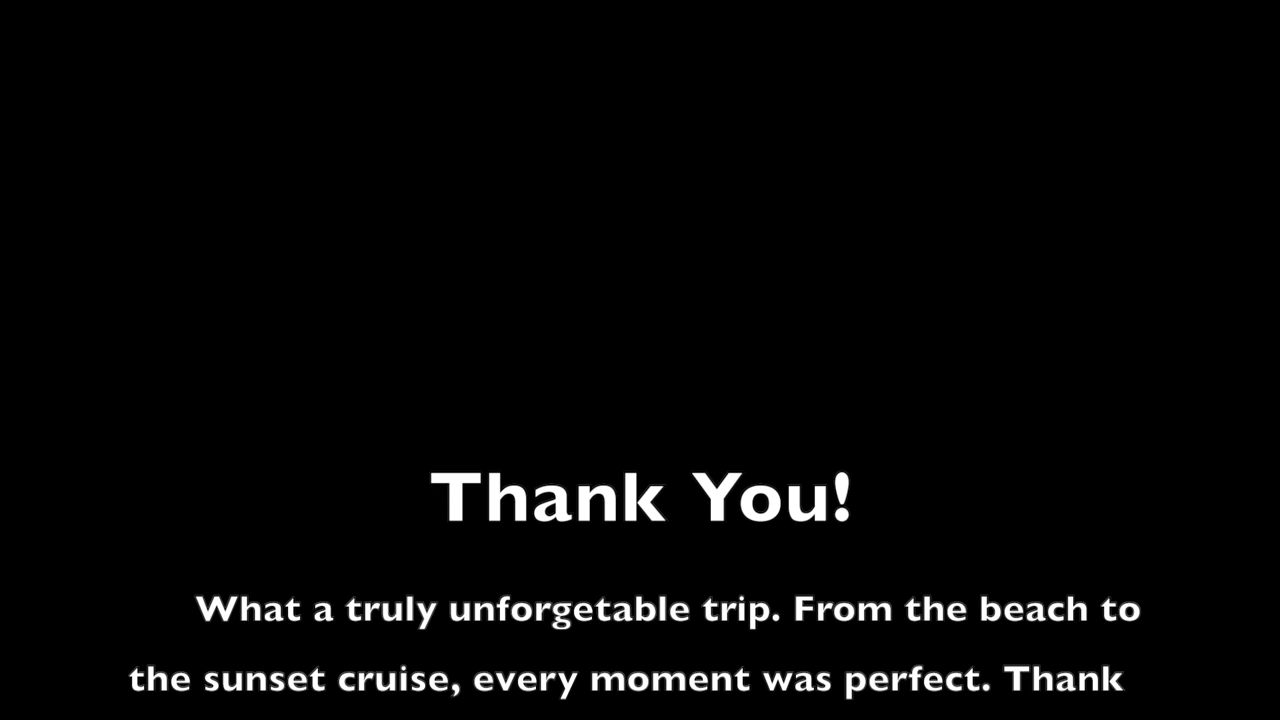 Thank You!
What a truly unforgetable trip. From the beach to
the sunset cruise, every moment was perfect. Thank